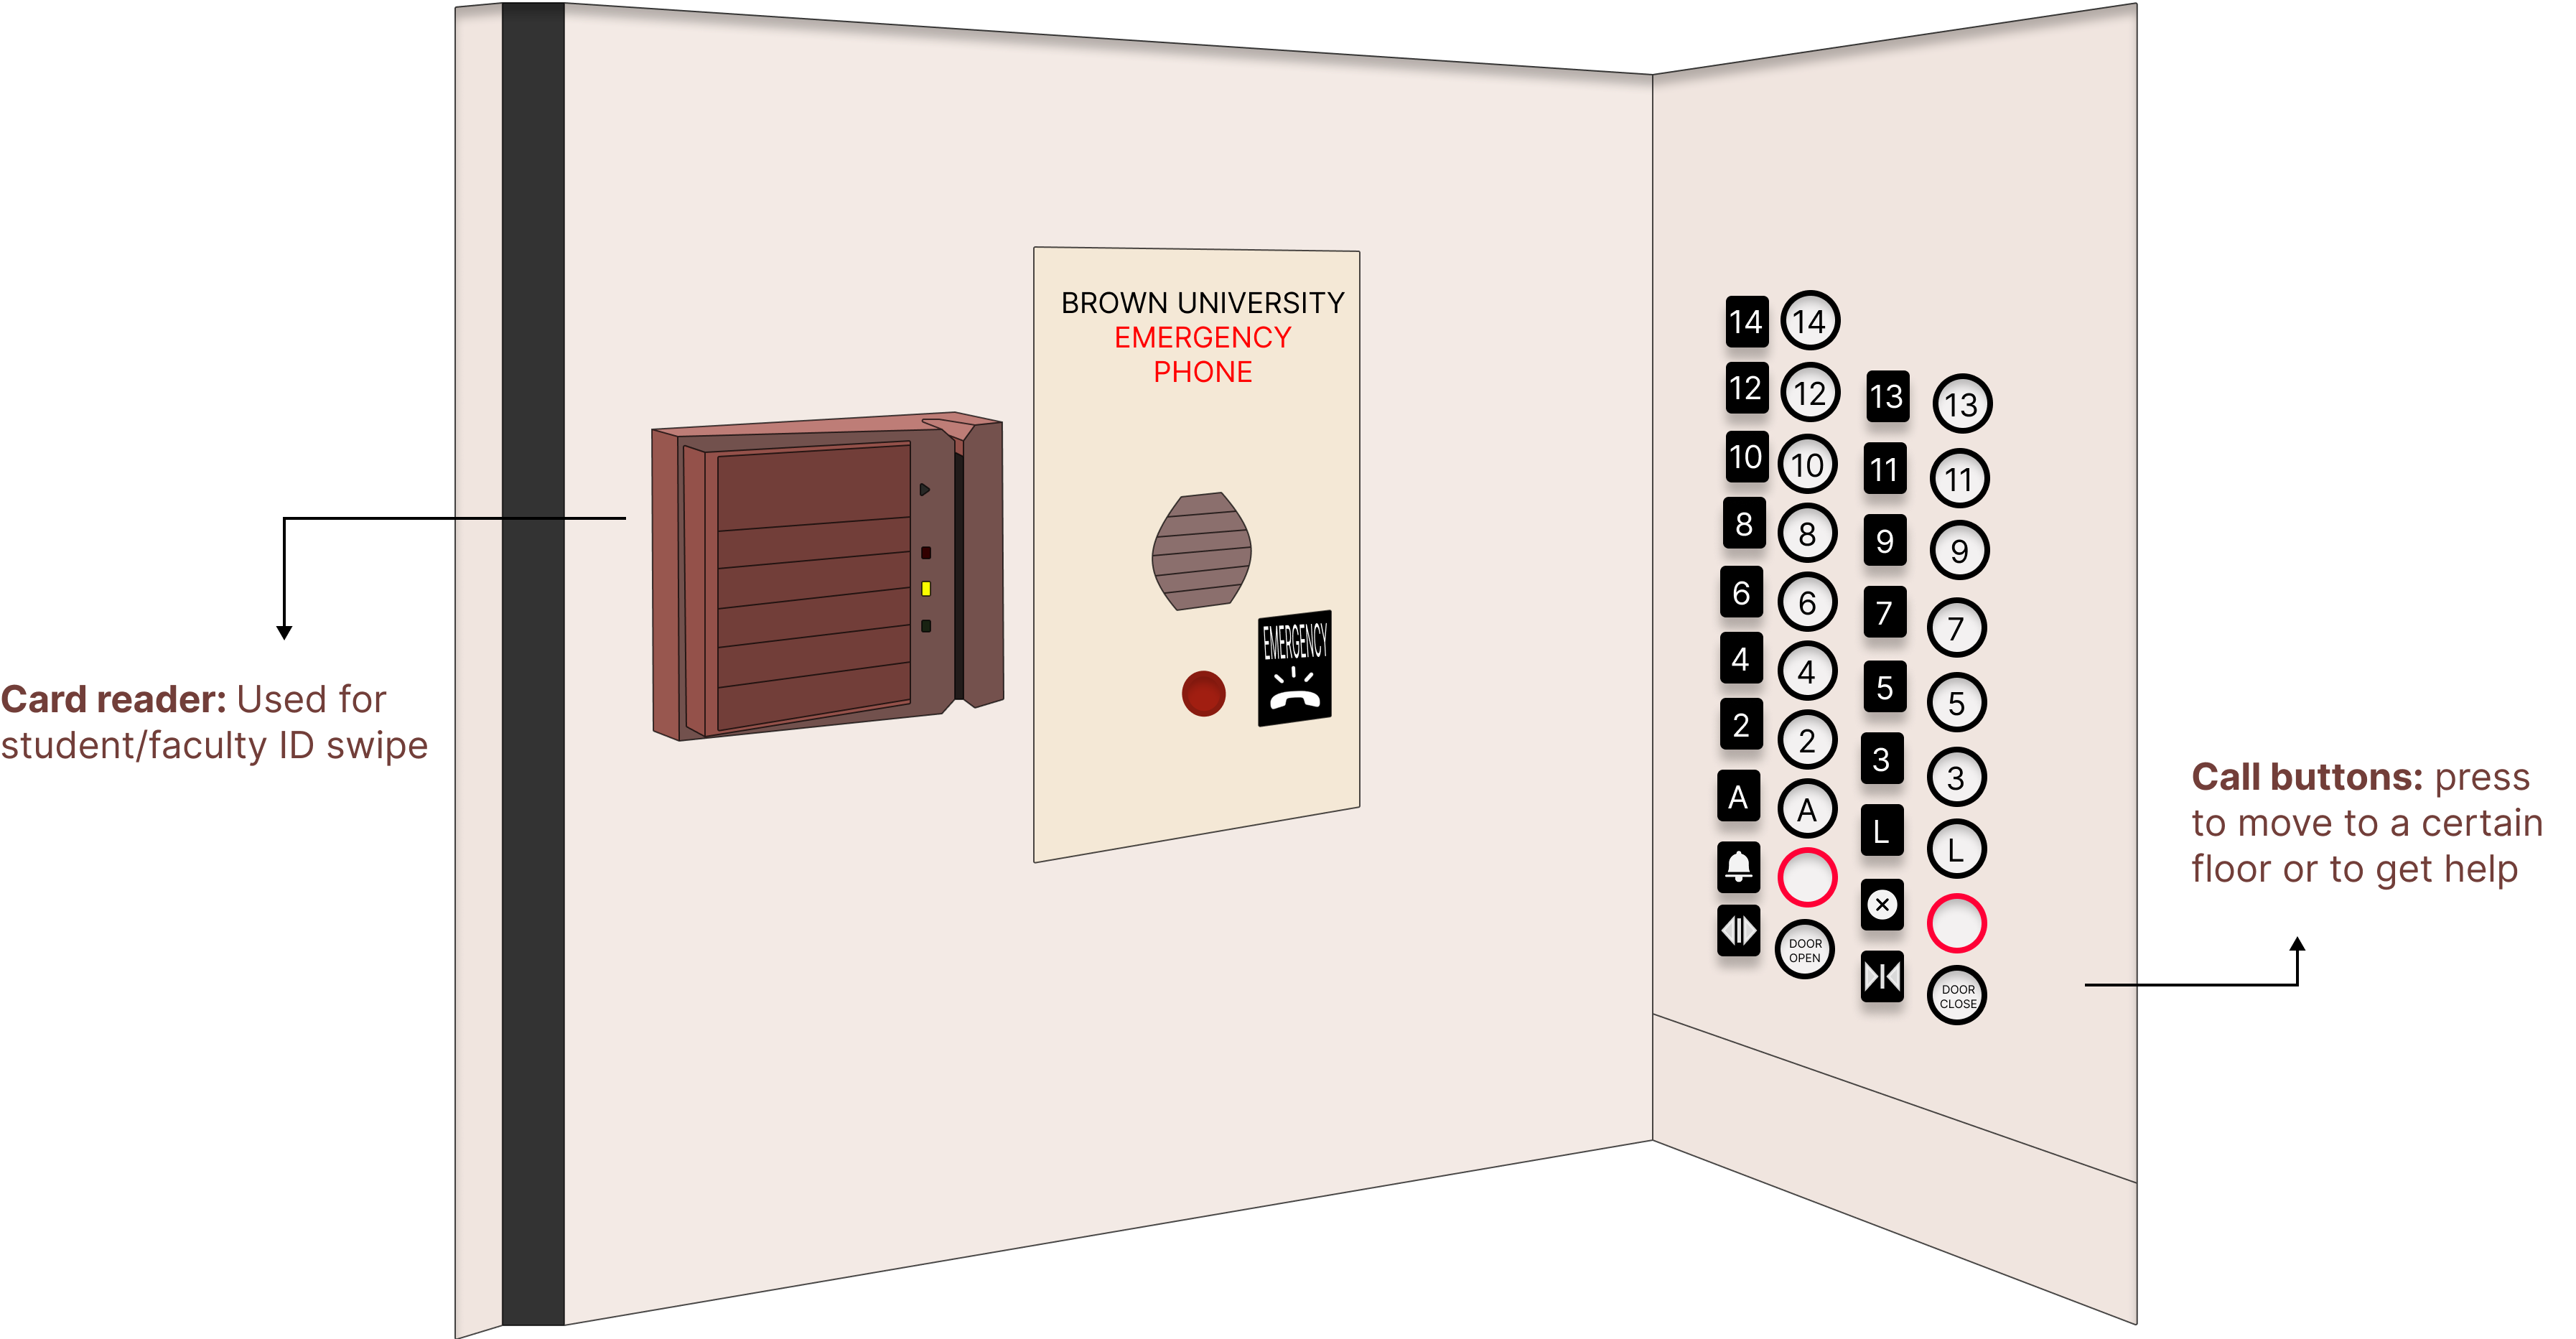 BROWN UNIVERSITY
EMERGENCY
PHONE
EMERGENCY
Card reader: Used for
student/faculty ID swipe
14 14
12 12 13 13
10 10 11 11
8 8 9 9
6 6 7 7
4 4 5 5
2 2 3 3
A A L L
DOOR
OPEN
DOOR
CLOSE
Call buttons: press
to move to a certain
floor or to get help